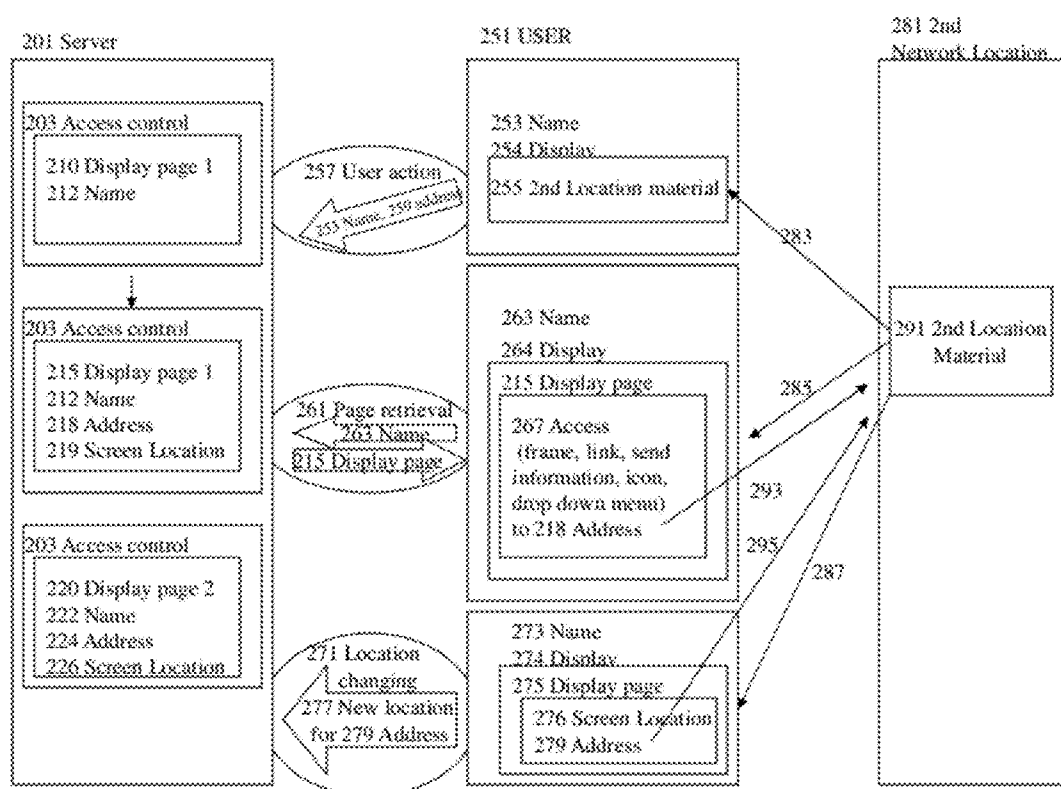 201 Server
203 Access control
210 Display page 1
212 Name
203 Access control
215 Display page 1
212 Name
218 Address
219 Screen Location
203 Access control
220 Display page 2
222 Name
224 Address
226 Screen Location
257 User action
253 Name, 259 address
261 Page retrieval
263 Name
215 Display page
271 Location
changing
277 New location
for 279 Address
251 USER
253 Name
254 Display
255 2nd Location material
263 Name
264 Display
215 Display page
267 Access
(frame, link, send
information, icon,
drop down menu)
to 218 Address
273 Name
274 Display
275 Display page
276 Screen Location
279 Address
283
285
293
295
287
281 2nd
Network Location
291 2nd Location
Material